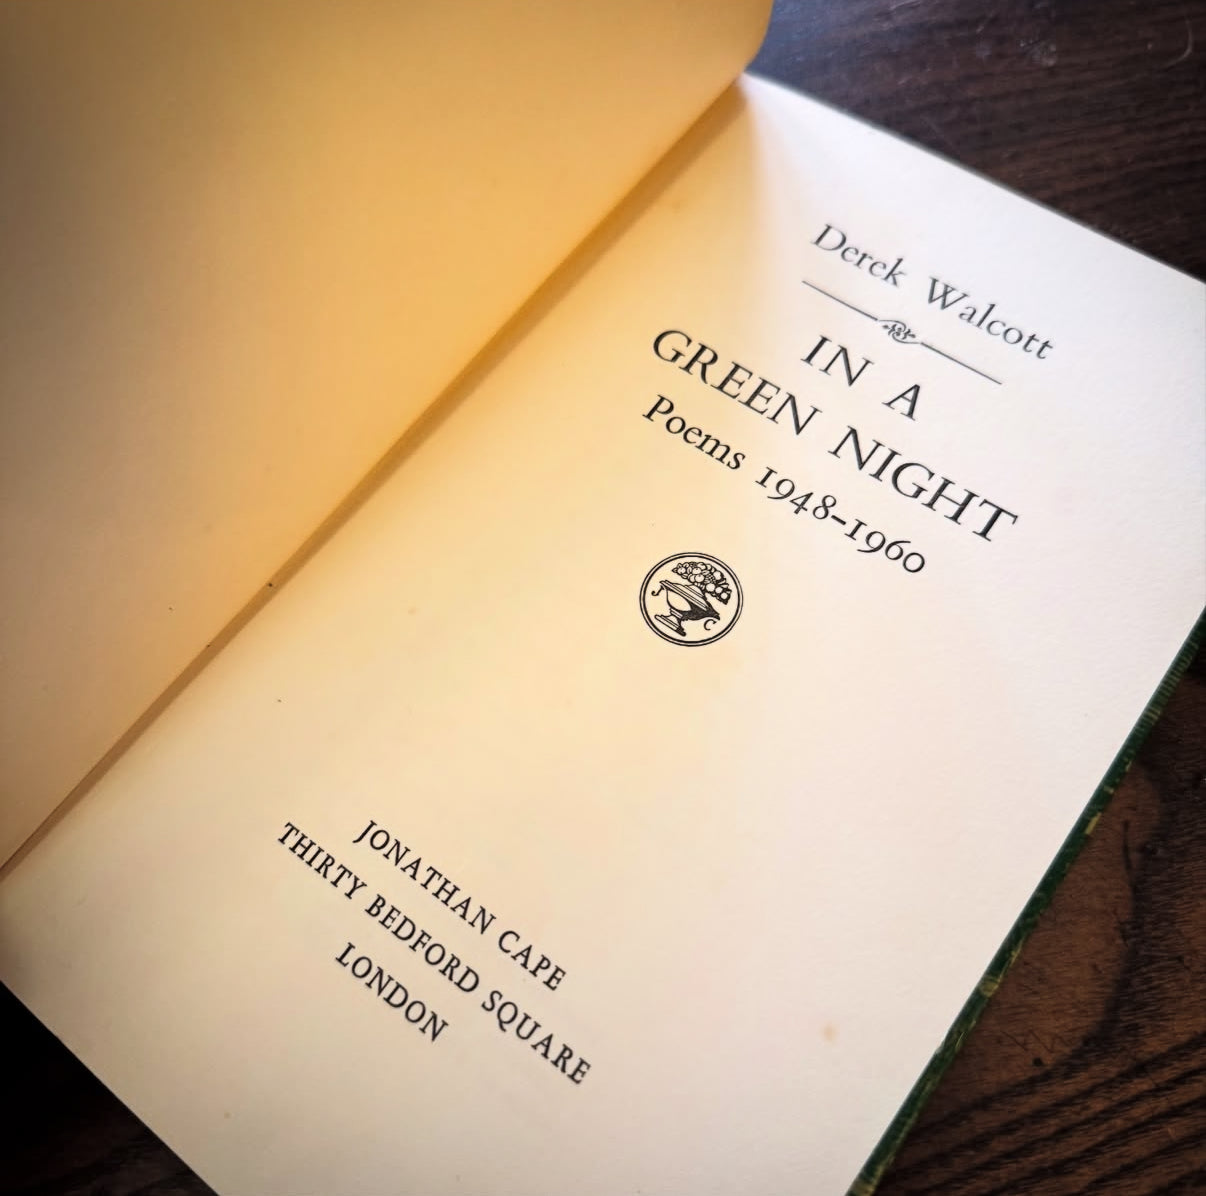 Derek Walcott
IN A
GREEN NIGHT
Poems 1948-1960
J C
JONATHAN CAPE
THIRTY BEDFORD SQUARE
LONDON